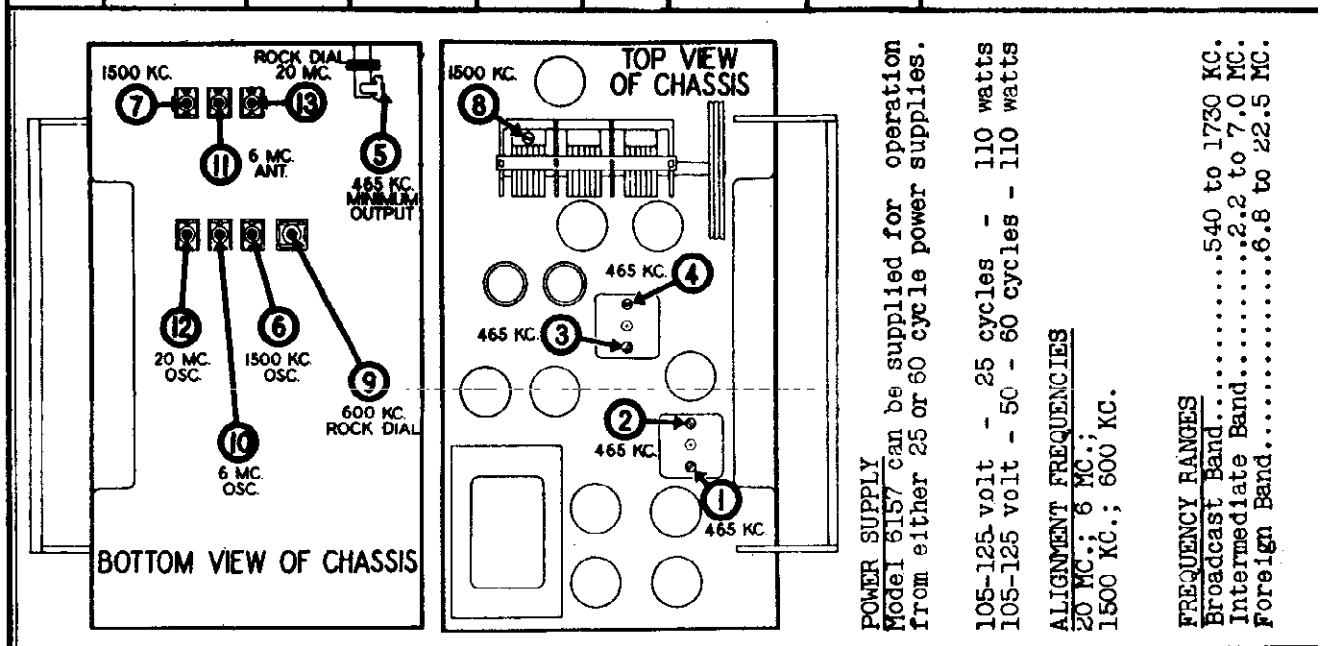 1500 KC.
7
11
6 MC.
ANT.
ROCK DIAL
20 MC.
13
5
465 KC.
MINIMUM
OUTPUT
12
20 MC.
OSC.
10
6 MC.
OSC.
6
1500 KC.
OSC.
9
600 KC.
ROCK DIAL
BOTTOM VIEW OF CHASSIS
TOP VIEW
OF CHASSIS
1500 KC.
8
465 KC.
4
465 KC.
3
2
465 KC.
1
465 KC
POWER SUPPLY
Model 6157 can be supplied for operation
from either 25 or 60 cycle power supplies.
105-125 volt - 25 cycles - 110 watts
105-125 volt - 50 - 60 cycles - 110 watts
ALIGNMENT FREQUENCIES
20 MC.; 6 MC.;
1500 KC.; 600 KC.
FREQUENCY RANGES
Broadcast Band..............540 to 1730 KC.
Intermediate Band............2.2 to 7.0 MC.
Foreign Band................6.8 to 22.5 MC.